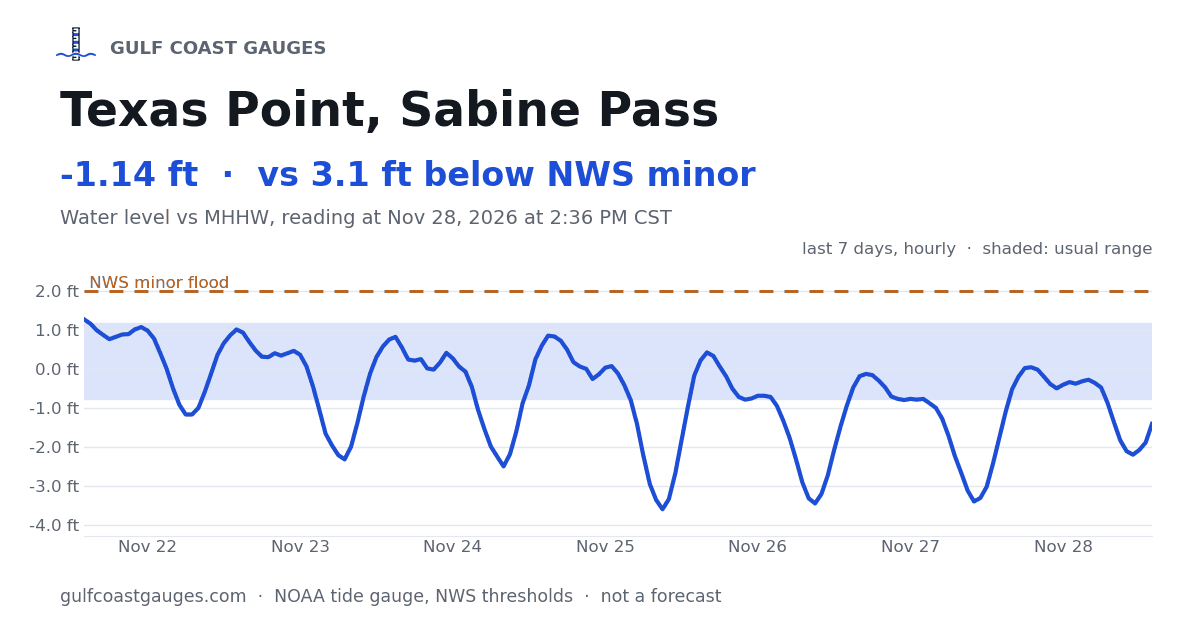 GULF COAST GAUGES
Texas Point, Sabine Pass
-1.14 ft · vs 3.1 ft below NWS minor
Water level vs MHHW, reading at Nov 28, 2026 at 2:36 PM CST
last 7 days, hourly · shaded: usual range
NWS minor flood
2.0 ft
1.0 ft
0.0 ft
-1.0 ft
-2.0 ft
-3.0 ft
-4.0 ft
Nov 22 Nov 23 Nov 24 Nov 25 Nov 26 Nov 27 Nov 28
gulfcoastgauges.com · NOAA tide gauge, NWS thresholds · not a forecast